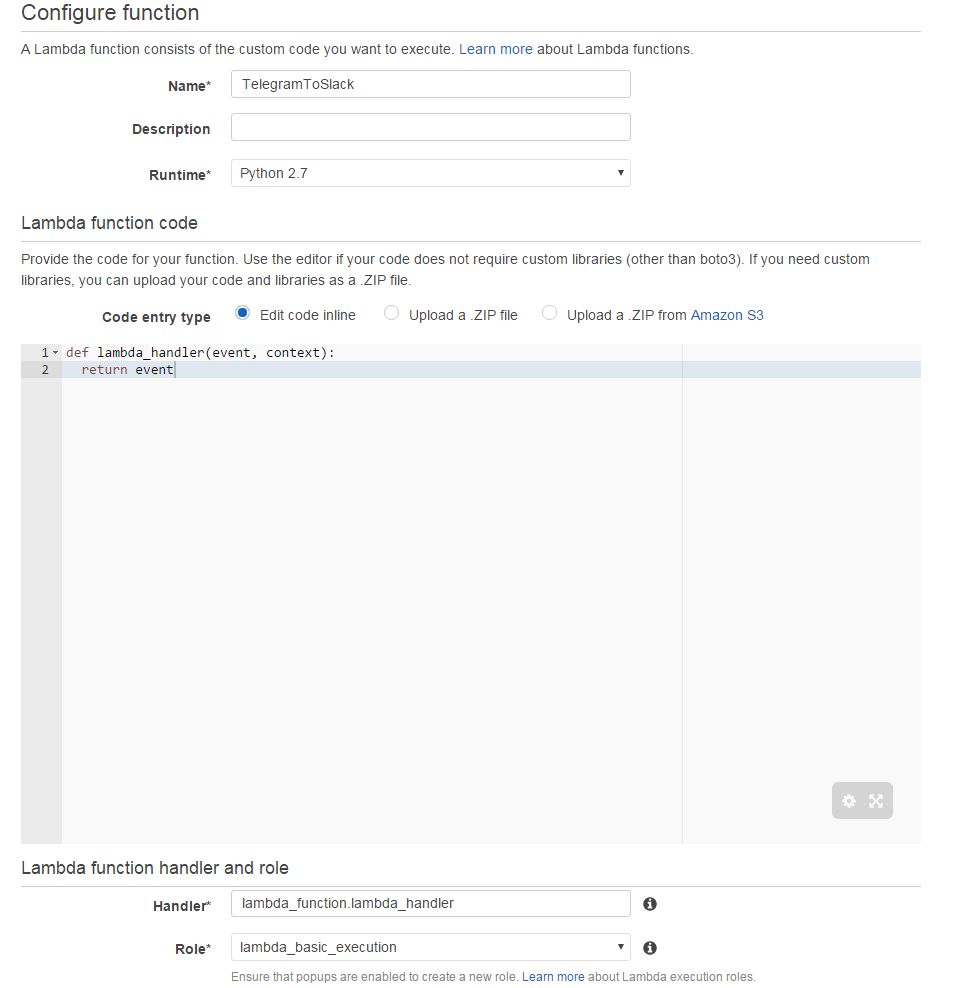 Configure function
A Lambda function consists of the custom code you want to execute. Learn more about Lambda functions.
Name* TelegramToSlack
Description
Runtime* Python 2.7
Lambda function code
Provide the code for your function. Use the editor if your code does not require custom libraries (other than boto3). If you need custom
libraries, you can upload your code and libraries as a .ZIP file.
Code entry type Edit code inline Upload a .ZIP file Upload a .ZIP from Amazon S3
1 def lambda_handler(event, context):
2 return event
Lambda function handler and role
Handler* lambda_function.lambda_handler
Role* lambda_basic_execution
Ensure that popups are enabled to create a new role. Learn more about Lambda execution roles.